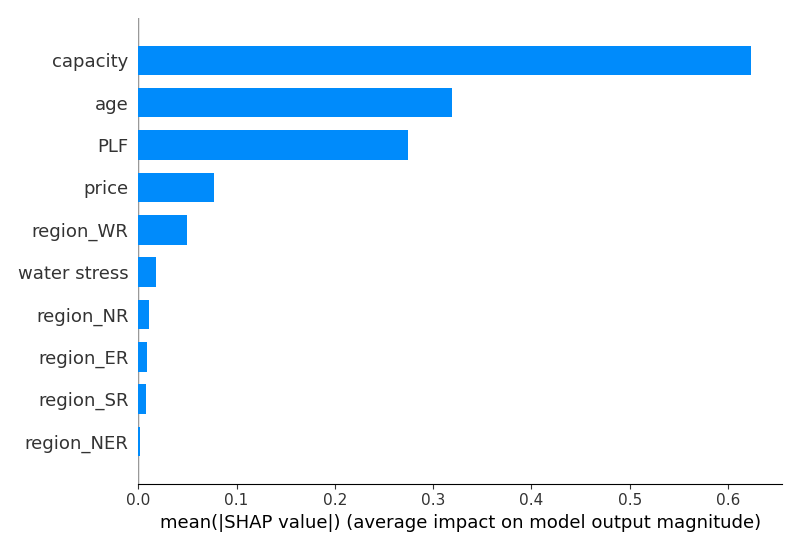 capacity
age
PLF
price
region_WR
water stress
region_NR
region_ER
region_SR
region_NER
0.0 0.1 0.2 0.3 0.4 0.5 0.6
mean(|SHAP value|) (average impact on model output magnitude)